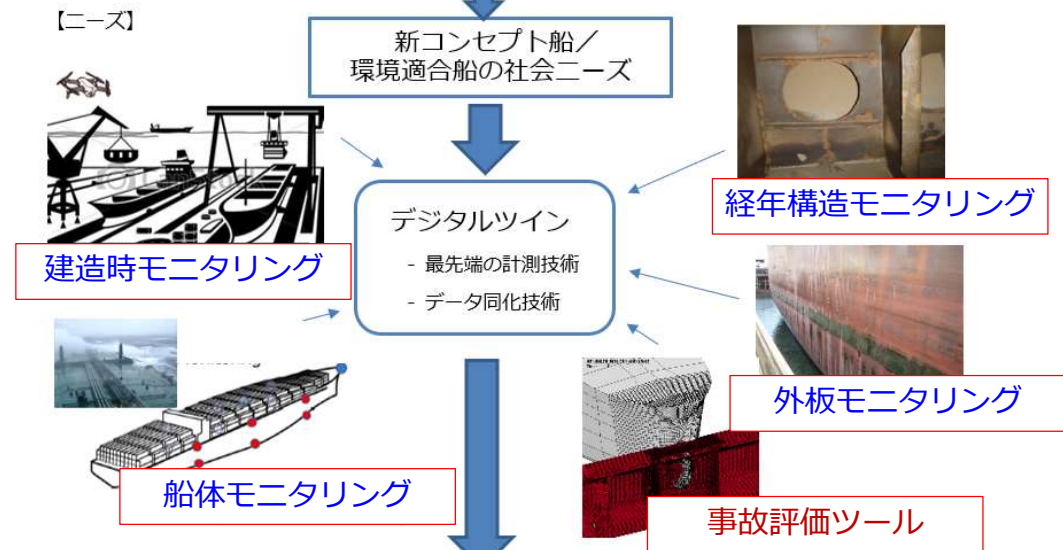 【ニーズ】
新コンセプト船／
環境適合船の社会ニーズ
デジタルツイン
- 最先端の計測技術
- データ同化技術
建造時モニタリング
経年構造モニタリング
外板モニタリング
船体モニタリング
事故評価ツール